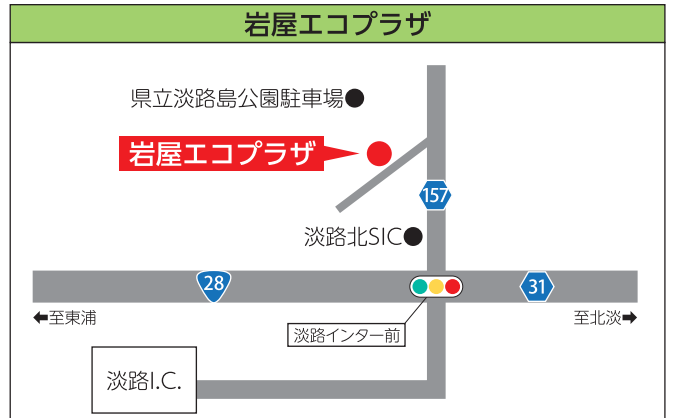 岩屋エコプラザ
県立淡路島公園駐車場●
岩屋エコプラザ
157
淡路北SIC●
28
31
←至東浦
至北淡→
淡路インター前
淡路I.C.